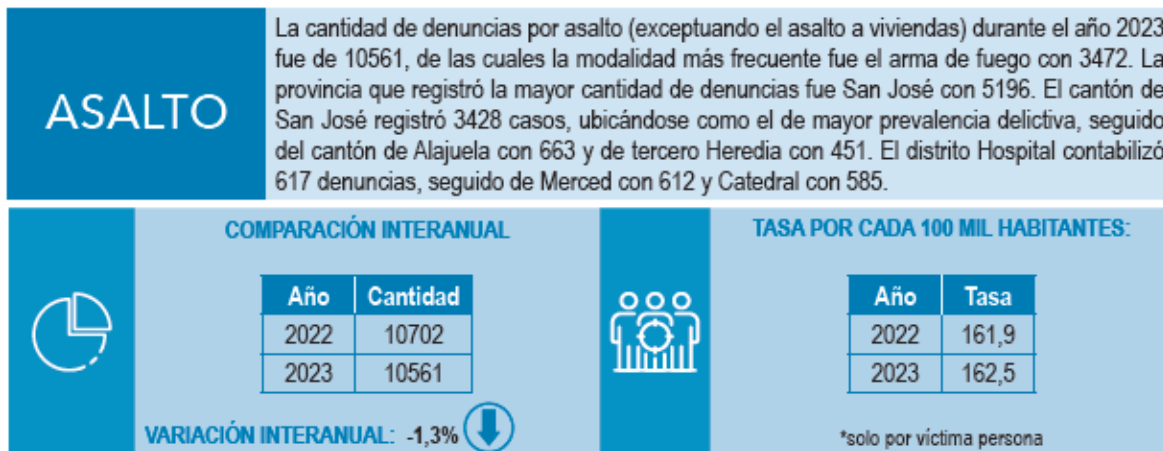 ASALTO
La cantidad de denuncias por asalto (exceptuando el asalto a viviendas) durante el año 2023
fue de 10561, de las cuales la modalidad más frecuente fue el arma de fuego con 3472. La
provincia que registró la mayor cantidad de denuncias fue San José con 5196. El cantón de
San José registró 3428 casos, ubicándose como el de mayor prevalencia delictiva, seguido
del cantón de Alajuela con 663 y de tercero Heredia con 451. El distrito Hospital contabilizó
617 denuncias, seguido de Merced con 612 y Catedral con 585.
COMPARACIÓN INTERANUAL
Año Cantidad
2022 10702
2023 10561
VARIACIÓN INTERANUAL: -1,3%
TASA POR CADA 100 MIL HABITANTES:
Año Tasa
2022 161,9
2023 162,5
*solo por víctima persona